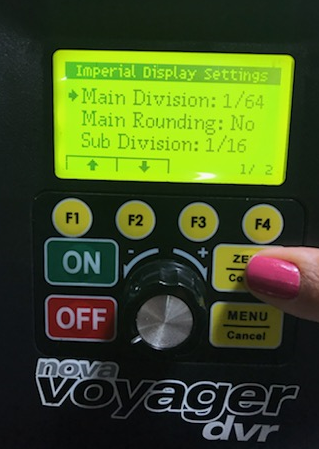 Imperial Display Settings
Main Division: 1/64
Main Rounding: No
Sub Division: 1/16
1/ 2
F1 F2 F3 F4
ON
- +
OFF
MENU
Cancel
nova
voyager
dvr